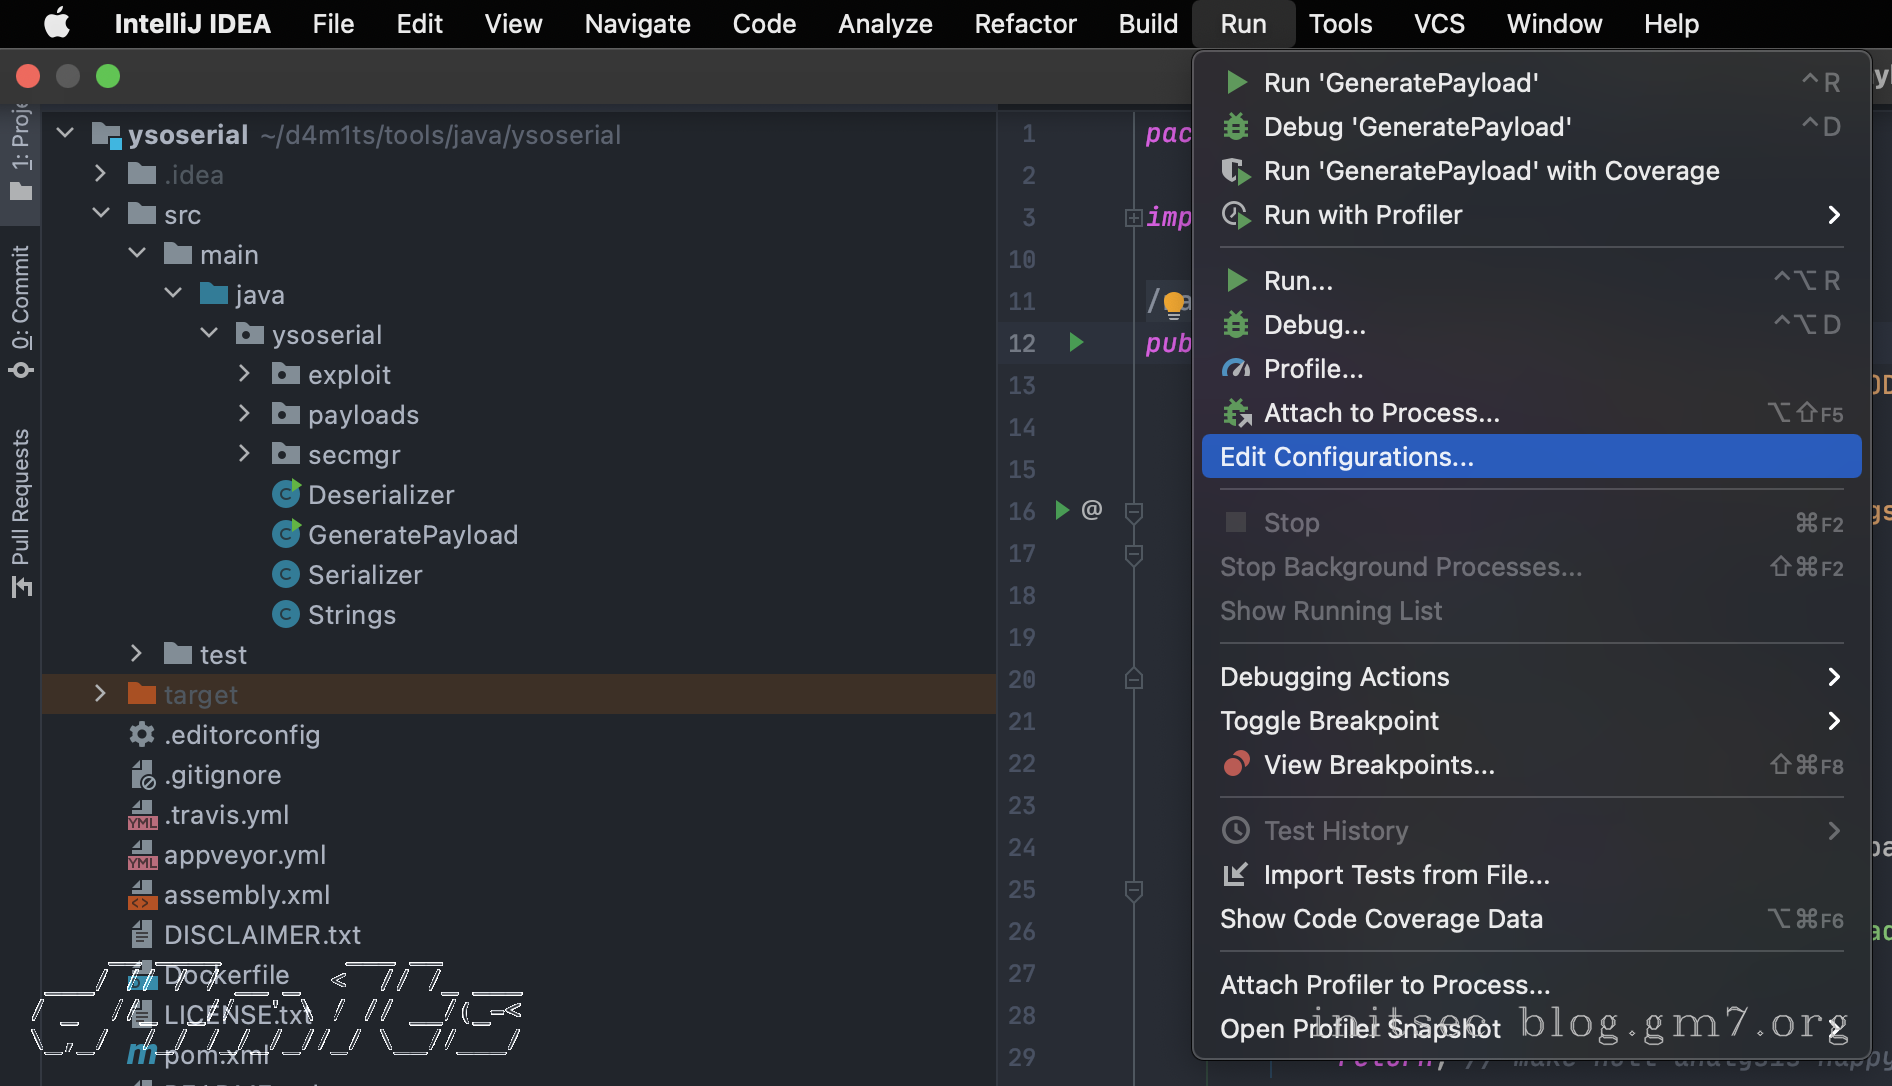 IntelliJ IDEA File Edit View Navigate Code Analyze Refactor Build Run Tools VCS Window Help
1: Proje
0: Commit
Pull Requests
ysoserial ~/d4m1ts/tools/java/ysoserial
.idea
src
main
java
ysoserial
exploit
payloads
secmgr
Deserializer
GeneratePayload
Serializer
Strings
test
target
.editorconfig
.gitignore
.travis.yml
appveyor.yml
assembly.xml
DISCLAIMER.txt
Dockerfile
LICENSE.txt
pom.xml
1 pac
2
3 imp
10
11
12 pub
13
14
15
16 @
17
18
19
20
21
22
23
24
25
26
27
28
29
Run 'GeneratePayload' ⌃R
Debug 'GeneratePayload' ⌃D
Run 'GeneratePayload' with Coverage
Run with Profiler
Run... ⌃⌥R
Debug... ⌃⌥D
Profile...
Attach to Process... ⌥⇧F5
Edit Configurations...
Stop ⌘F2
Stop Background Processes... ⇧⌘F2
Show Running List
Debugging Actions
Toggle Breakpoint
View Breakpoints... ⇧⌘F8
Test History
Import Tests from File...
Show Code Coverage Data ⌥⌘F6
Attach Profiler to Process...
Open Profiler Snapshot
initsec blog.gm7.org
return; // make null analysis happy